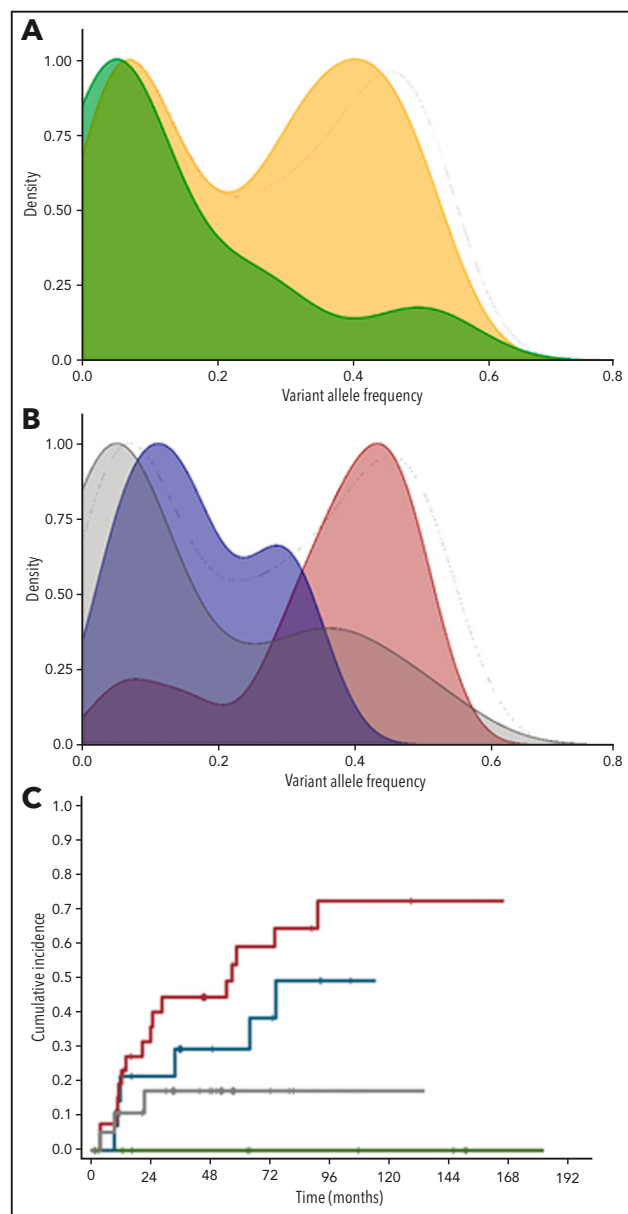 A
1.00
0.75
0.50
0.25
0.0
Density
0.0 0.2 0.4 0.6 0.8
Variant allele frequency
B
1.00
0.75
0.50
0.25
0.0
Density
0.0 0.2 0.4 0.6 0.8
Variant allele frequency
C
1.0
0.9
0.8
0.7
0.6
0.5
0.4
0.3
0.2
0.1
0.0
Cumulative incidence
0 24 48 72 96 120 144 168 192
Time (months)